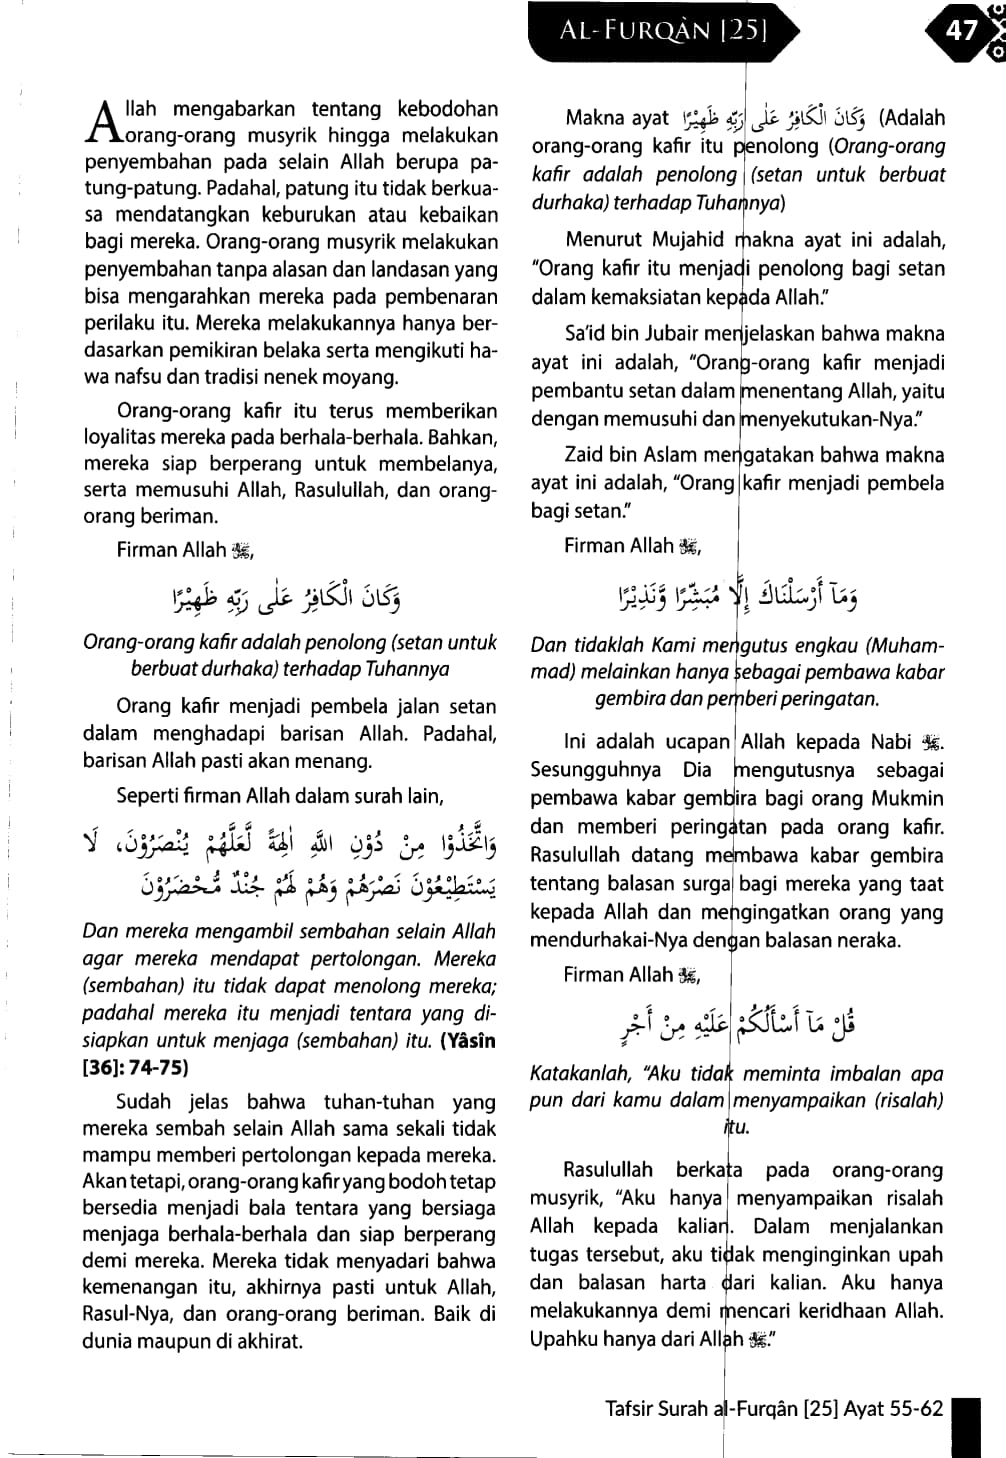 AL-FURQÂN [25]
47
Allah mengabarkan tentang kebodohan
orang-orang musyrik hingga melakukan
penyembahan pada selain Allah berupa pa-
tung-patung. Padahal, patung itu tidak berkua-
sa mendatangkan keburukan atau kebaikan
bagi mereka. Orang-orang musyrik melakukan
penyembahan tanpa alasan dan landasan yang
bisa mengarahkan mereka pada pembenaran
perilaku itu. Mereka melakukannya hanya ber-
dasarkan pemikiran belaka serta mengikuti ha-
wa nafsu dan tradisi nenek moyang.
Orang-orang kafir itu terus memberikan
loyalitas mereka pada berhala-berhala. Bahkan,
mereka siap berperang untuk membelanya,
serta memusuhi Allah, Rasulullah, dan orang-
orang beriman.
Firman Allah ﷻ,
وَكَانَ الْكَافِرُ عَلٰى رَبِّهٖ ظَهِيْرًا
Orang-orang kafir adalah penolong (setan untuk
berbuat durhaka) terhadap Tuhannya
Orang kafir menjadi pembela jalan setan
dalam menghadapi barisan Allah. Padahal,
barisan Allah pasti akan menang.
Seperti firman Allah dalam surah lain,
وَاتَّخَذُوْا مِنْ دُوْنِ اللّٰهِ اٰلِهَةً لَّعَلَّهُمْ يُنْصَرُوْنَ، لَا
يَسْتَطِيْعُوْنَ نَصْرَهُمْ وَهُمْ لَهُمْ جُنْدٌ مُّحْضَرُوْنَ
Dan mereka mengambil sembahan selain Allah
agar mereka mendapat pertolongan. Mereka
(sembahan) itu tidak dapat menolong mereka;
padahal mereka itu menjadi tentara yang di-
siapkan untuk menjaga (sembahan) itu. (Yâsîn
[36]: 74-75)
Sudah jelas bahwa tuhan-tuhan yang
mereka sembah selain Allah sama sekali tidak
mampu memberi pertolongan kepada mereka.
Akan tetapi, orang-orang kafir yang bodoh tetap
bersedia menjadi bala tentara yang bersiaga
menjaga berhala-berhala dan siap berperang
demi mereka. Mereka tidak menyadari bahwa
kemenangan itu, akhirnya pasti untuk Allah,
Rasul-Nya, dan orang-orang beriman. Baik di
dunia maupun di akhirat.
Makna ayat وَكَانَ الْكَافِرُ عَلٰى رَبِّهٖ ظَهِيْرًا (Adalah
orang-orang kafir itu penolong (Orang-orang
kafir adalah penolong (setan untuk berbuat
durhaka) terhadap Tuhannya)
Menurut Mujahid makna ayat ini adalah,
"Orang kafir itu menjadi penolong bagi setan
dalam kemaksiatan kepada Allah."
Sa'id bin Jubair menjelaskan bahwa makna
ayat ini adalah, "Orang-orang kafir menjadi
pembantu setan dalam menentang Allah, yaitu
dengan memusuhi dan menyekutukan-Nya."
Zaid bin Aslam mengatakan bahwa makna
ayat ini adalah, "Orang kafir menjadi pembela
bagi setan."
Firman Allah ﷻ,
وَمَآ أَرْسَلْنَاكَ إِلَّا مُبَشِّرًا وَّنَذِيْرًا
Dan tidaklah Kami mengutus engkau (Muham-
mad) melainkan hanya sebagai pembawa kabar
gembira dan pemberi peringatan.
Ini adalah ucapan Allah kepada Nabi ﷺ.
Sesungguhnya Dia mengutusnya sebagai
pembawa kabar gembira bagi orang Mukmin
dan memberi peringatan pada orang kafir.
Rasulullah datang membawa kabar gembira
tentang balasan surga bagi mereka yang taat
kepada Allah dan mengingatkan orang yang
mendurhakai-Nya dengan balasan neraka.
Firman Allah ﷻ,
قُلْ مَآ أَسْأَلُكُمْ عَلَيْهِ مِنْ أَجْرٍ
Katakanlah, "Aku tidak meminta imbalan apa
pun dari kamu dalam menyampaikan (risalah)
itu.
Rasulullah berkata pada orang-orang
musyrik, "Aku hanya menyampaikan risalah
Allah kepada kalian. Dalam menjalankan
tugas tersebut, aku tidak menginginkan upah
dan balasan harta dari kalian. Aku hanya
melakukannya demi mencari keridhaan Allah.
Upahku hanya dari Allah ﷻ."
Tafsir Surah al-Furqân [25] Ayat 55-62